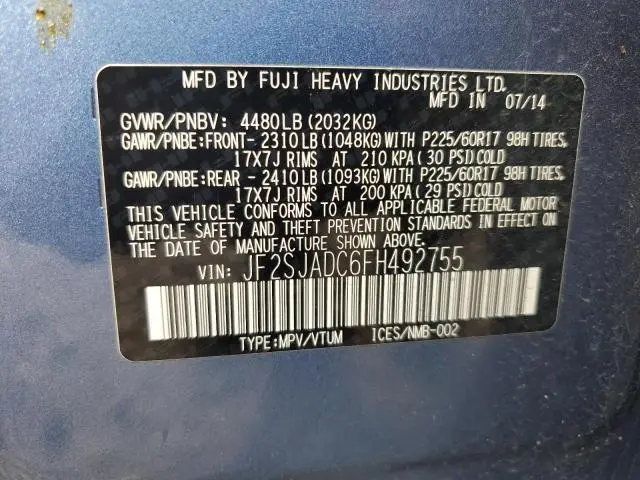 MFD BY FUJI HEAVY INDUSTRIES LTD.
MFD IN 07/14
GVWR/PNBV: 4480LB (2032KG)
GAWR/PNBE:FRONT- 2310LB (1048KG)WITH P225/60R17 98H TIRES,
17X7J RIMS AT 210 KPA (30 PSI)COLD
GAWR/PNBE:REAR - 2410LB (1093KG)WITH P225/60R17 98H TIRES,
17X7J RIMS AT 200 KPA (29 PSI)COLD
THIS VEHICLE CONFORMS TO ALL APPLICABLE FEDERAL MOTOR
VEHICLE SAFETY AND THEFT PREVENTION STANDARDS IN EFFECT ON
THE DATE OF MANUFACTURE SHOWN ABOVE.
VIN: JF2SJADC6FH492755
TYPE:MPV/VTUM ICES/NMB-002